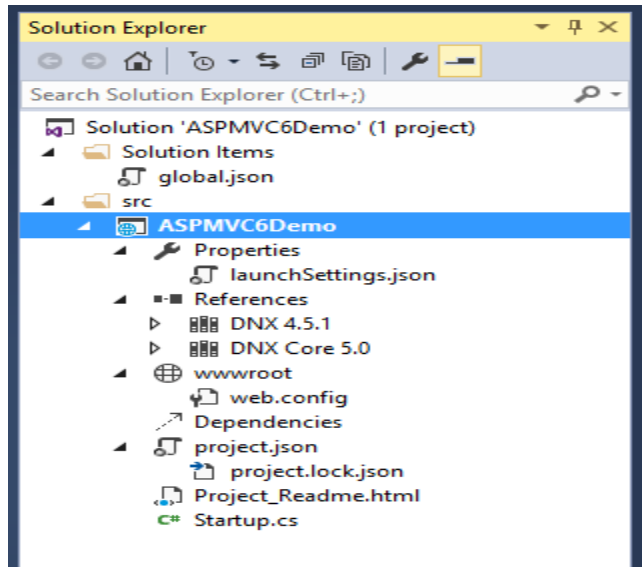 Solution Explorer
Search Solution Explorer (Ctrl+;)
Solution 'ASPMVC6Demo' (1 project)
Solution Items
global.json
src
ASPMVC6Demo
Properties
launchSettings.json
References
DNX 4.5.1
DNX Core 5.0
wwwroot
web.config
Dependencies
project.json
project.lock.json
Project_Readme.html
C# Startup.cs